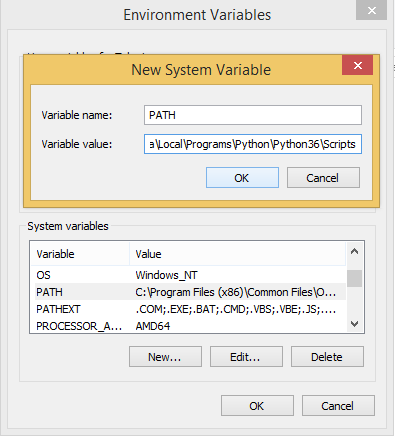 Environment Variables
New System Variable
Variable name: PATH
Variable value: a\Local\Programs\Python\Python36\Scripts
OK Cancel
System variables
Variable Value
OS Windows_NT
PATH C:\Program Files (x86)\Common Files\O...
PATHEXT .COM;.EXE;.BAT;.CMD;.VBS;.VBE;.JS;....
PROCESSOR_A... AMD64
New... Edit... Delete
OK Cancel